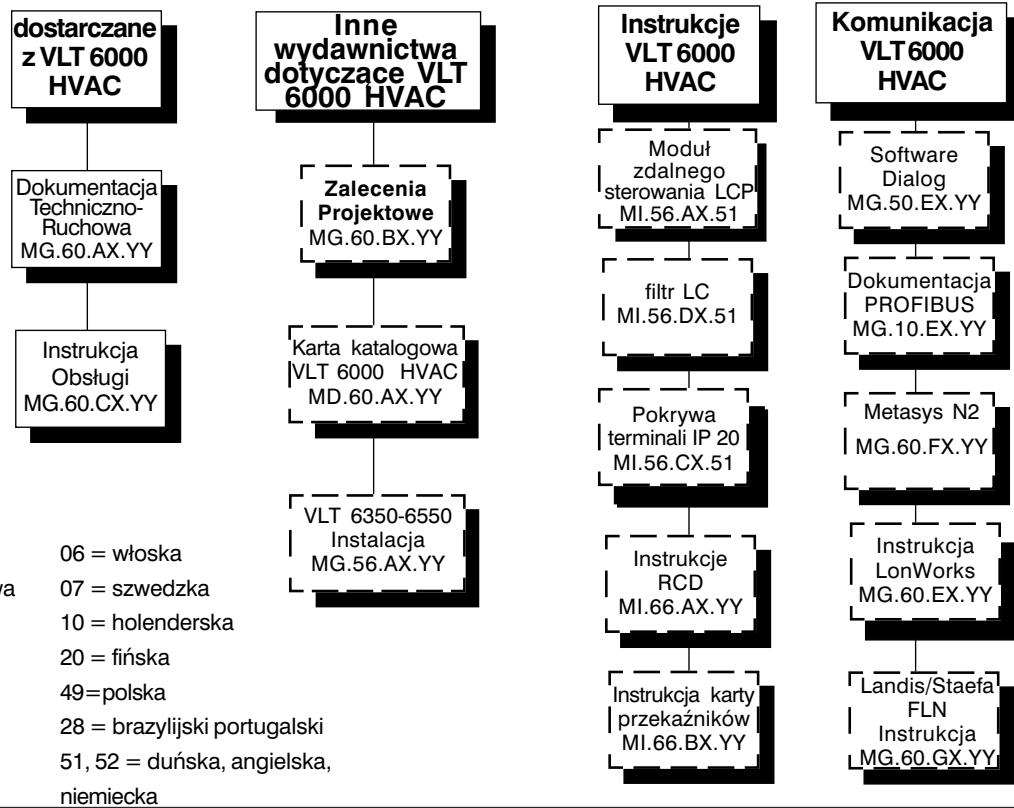 dostarczane
z VLT 6000
HVAC
Dokumentacja
Techniczno-
Ruchowa
MG.60.AX.YY
Instrukcja
Obsługi
MG.60.CX.YY
Inne
wydawnictwa
dotyczące VLT
6000 HVAC
Zalecenia
Projektowe
MG.60.BX.YY
Karta katalogowa
VLT 6000 HVAC
MD.60.AX.YY
VLT 6350-6550
Instalacja
MG.56.AX.YY
Instrukcje
VLT 6000
HVAC
Moduł
zdalnego
sterowania LCP
MI.56.AX.51
filtr LC
MI.56.DX.51
Pokrywa
terminali IP 20
MI.56.CX.51
Instrukcje
RCD
MI.66.AX.YY
Instrukcja karty
przekaźników
MI.66.BX.YY
Komunikacja
VLT6000
HVAC
Software
Dialog
MG.50.EX.YY
Dokumentacja
PROFIBUS
MG.10.EX.YY
Metasys N2
MG.60.FX.YY
Instrukcja
LonWorks
MG.60.EX.YY
Landis/Staefa
FLN
Instrukcja
MG.60.GX.YY
06 = włoska
07 = szwedzka
10 = holenderska
20 = fińska
49=polska
28 = brazylijski portugalski
51, 52 = duńska, angielska,
niemiecka